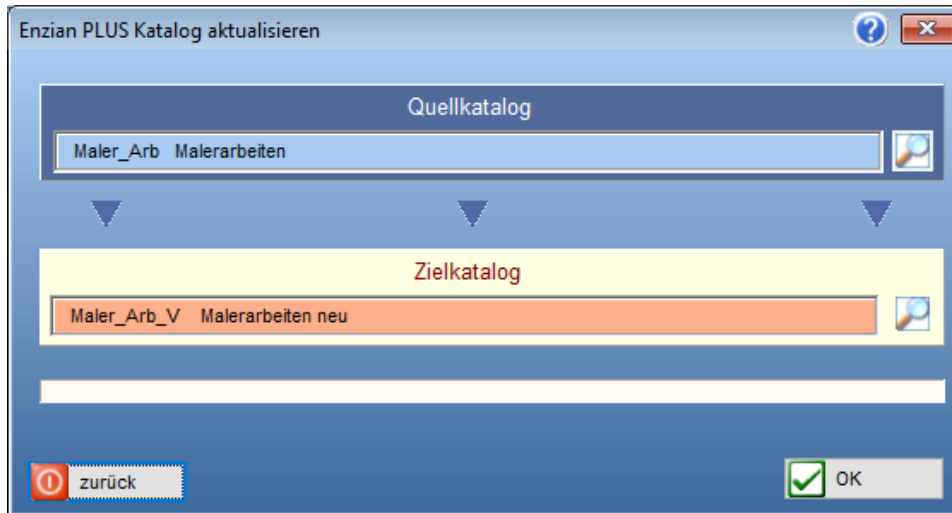 Enzian PLUS Katalog aktualisieren
Quellkatalog
Maler_Arb Malerarbeiten
Zielkatalog
Maler_Arb_V Malerarbeiten neu
zurück
OK